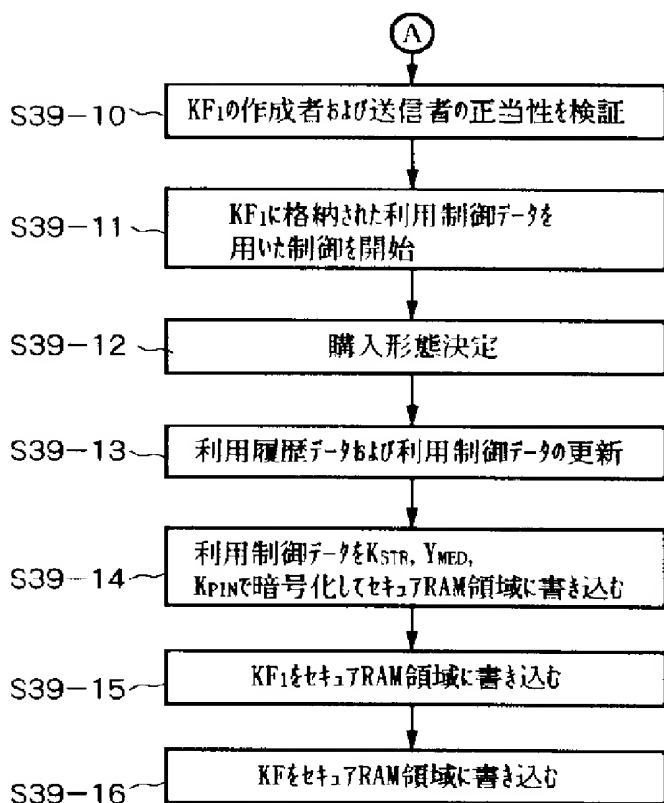 A
S39-10 KF1の作成者および送信者の正当性を検証
S39-11 KF1に格納された利用制御データを
用いた制御を開始
S39-12 購入形態決定
S39-13 利用履歴データおよび利用制御データの更新
S39-14 利用制御データをKSTR, YMED,
KPINで暗号化してセキュアRAM領域に書き込む
S39-15 KF1をセキュアRAM領域に書き込む
S39-16 KFをセキュアRAM領域に書き込む